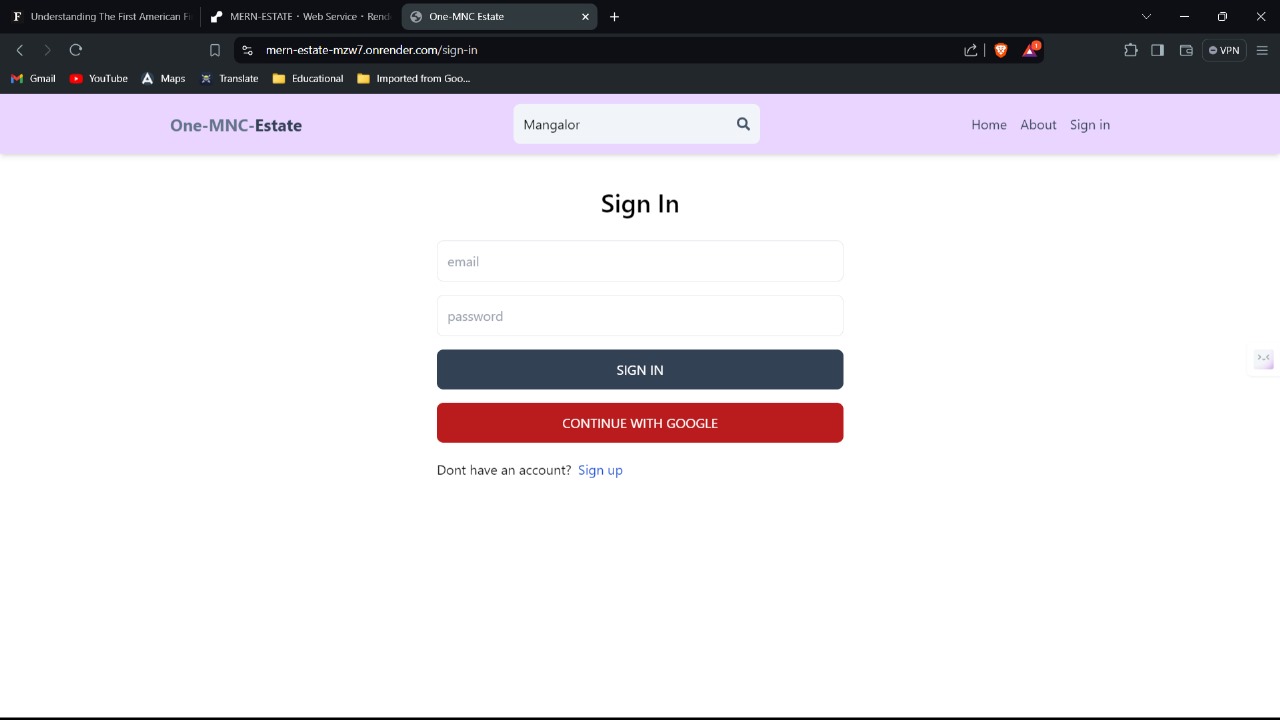 Understanding The First American Fi
MERN-ESTATE · Web Service · Rend
One-MNC Estate
mern-estate-mzw7.onrender.com/sign-in
1
VPN
Gmail
YouTube
Maps
Translate
Educational
Imported from Goo...
One-MNC-Estate
Mangalor
Home
About
Sign in
Sign In
email
password
SIGN IN
CONTINUE WITH GOOGLE
Dont have an account? Sign up